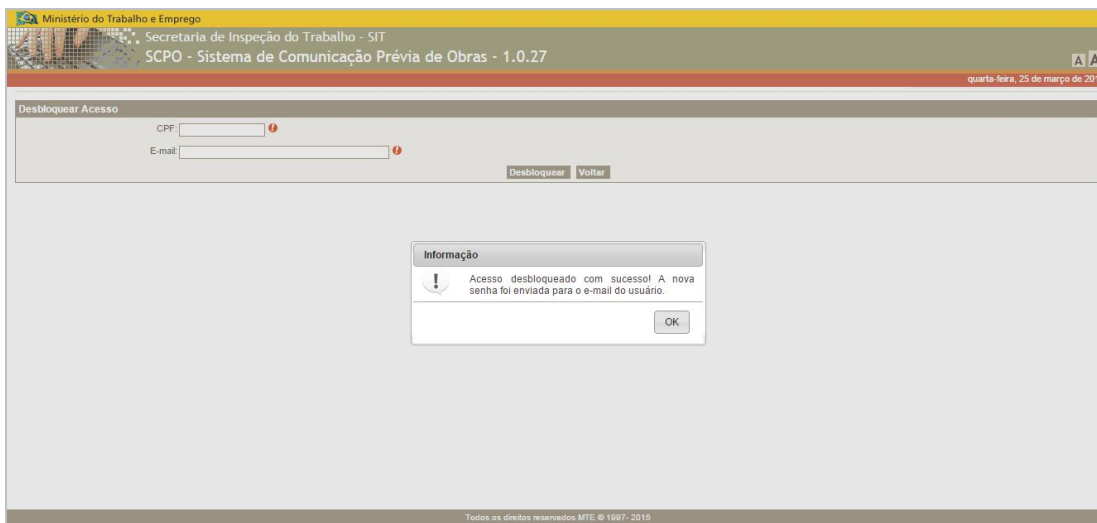 Ministério do Trabalho e Emprego
Secretaria de Inspeção do Trabalho - SIT
SCPO - Sistema de Comunicação Prévia de Obras - 1.0.27
A A
quarta-feira, 25 de março de 201
Desbloquear Acesso
CPF:
E-mail:
Desbloquear Voltar
Informação
Acesso desbloqueado com sucesso! A nova
senha foi enviada para o e-mail do usuário.
OK
Todos os direitos reservados MTE © 1997- 2015